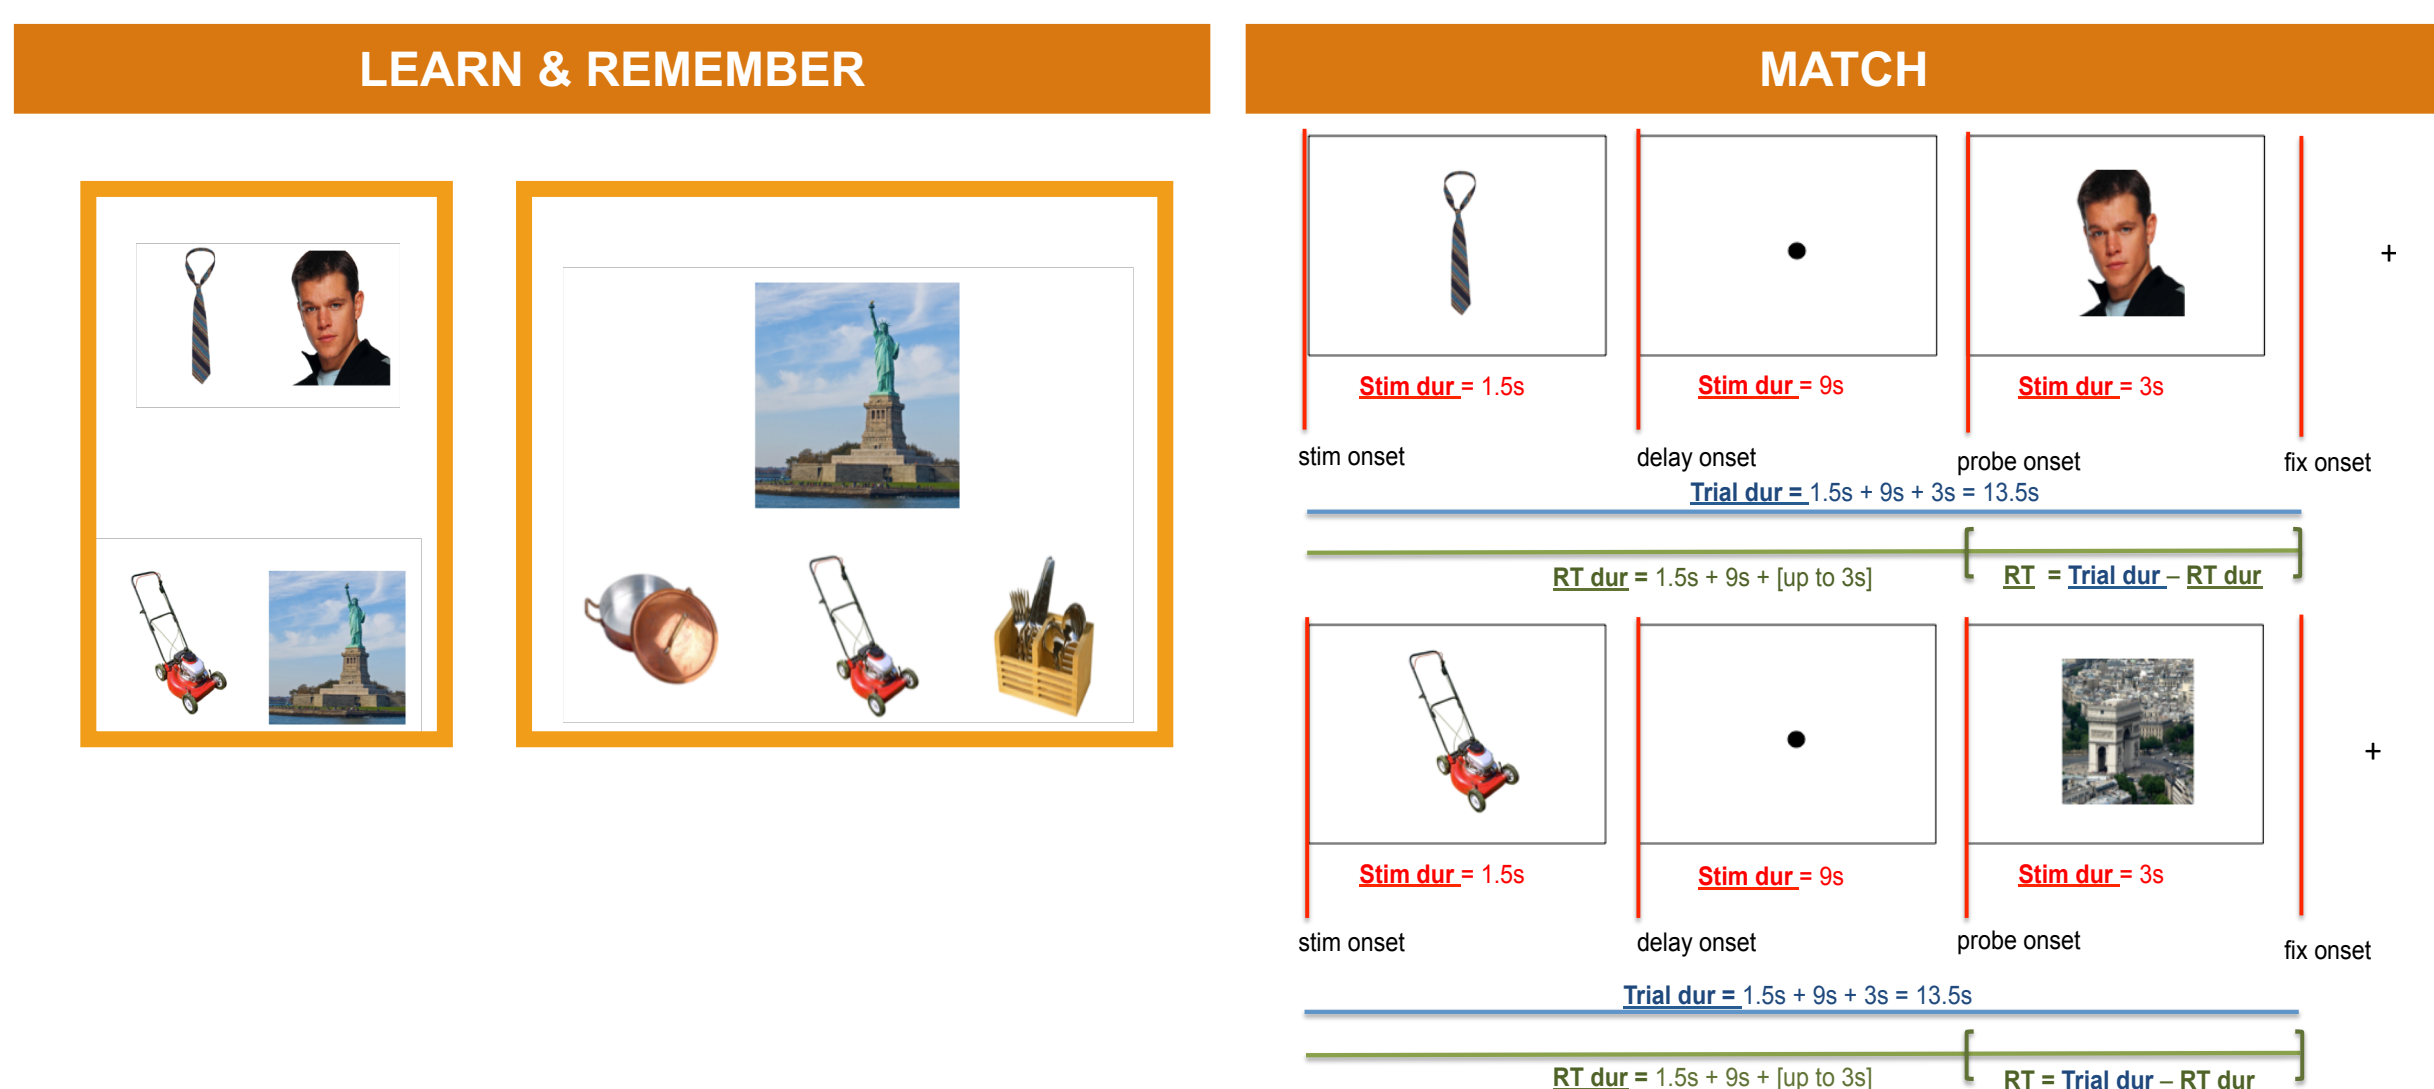 LEARN & REMEMBER
MATCH
Stim dur = 1.5s
Stim dur = 9s
Stim dur = 3s
+
stim onset
delay onset
probe onset
fix onset
Trial dur = 1.5s + 9s + 3s = 13.5s
RT dur = 1.5s + 9s + [up to 3s]
RT = Trial dur – RT dur
+
Stim dur = 1.5s
Stim dur = 9s
Stim dur = 3s
stim onset
delay onset
probe onset
fix onset
Trial dur = 1.5s + 9s + 3s = 13.5s
RT dur = 1.5s + 9s + [up to 3s]
RT = Trial dur – RT dur